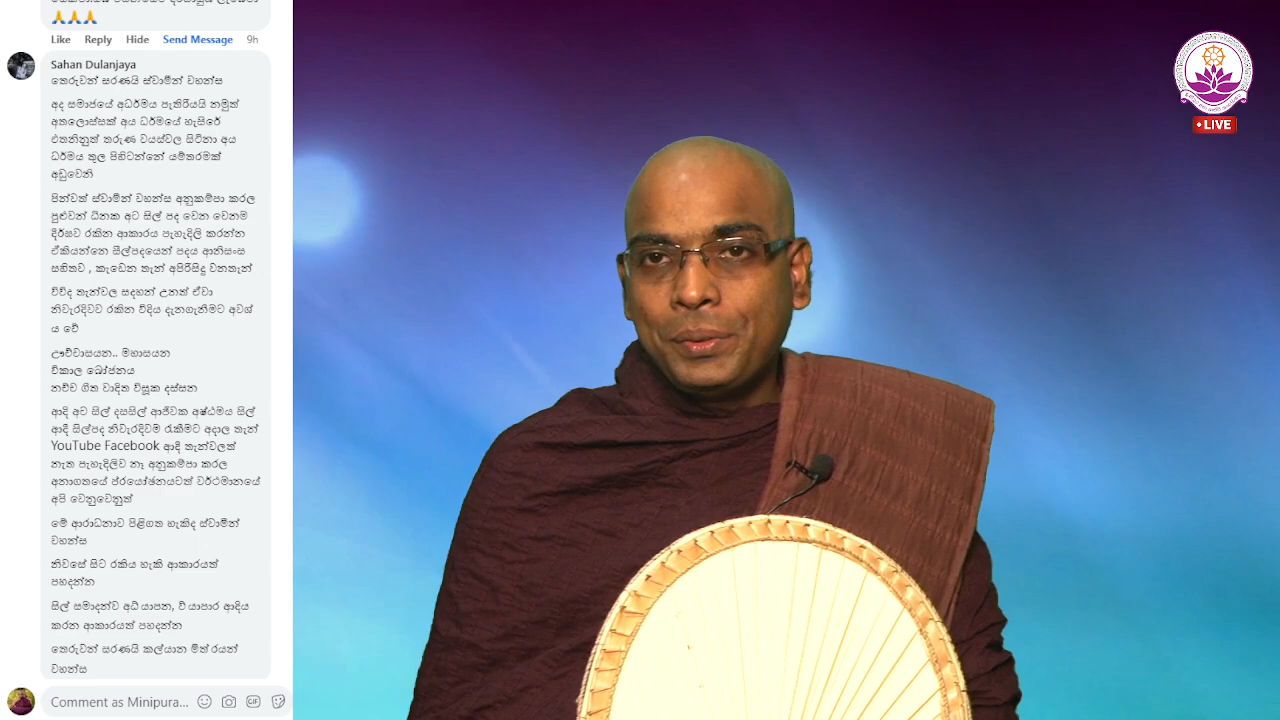 🙏🙏🙏
Like Reply Hide Send Message 9h
Sahan Dulanjaya
තෙරුවන් සරණයි ස්වාමීන් වහන්ස
අද සමාජයේ අධර්මය පැතිරීයයි නමුත්
අතලොස්සක් අය ධර්මයේ හැසිරේ
එතනිනුත් තරුණ වයස්වල සිටිනා අය
ධර්මය තුල පිහිටන්නේ යම්තරමක්
අඩුවෙනි
පින්වත් ස්වාමීන් වහන්ස අනුකම්පා කරල
පුළුවන් ධිනක අට සිල් පද වෙන වෙනම
දීර්ඝව රකින ආකාරය පැහැදිලි කරන්න
ඒකියන්නෙ සීල්පදයෙන් පදය ආනිසංස
සහිතව , කැඩෙන තැන් අපිරිසිදු වනතැන්
විවිද තැන්වල සඳහන් උනත් ඒවා
නිවැරදිවව රකින විදිය දැනගැනීමට අවශ්
ය වේ
ඌච්චාසයන.. මහාසයන
විකාල බෝජනය
නච්ච ගීත වාදිත විසූක දස්සන
ආදි අට සිල් දසසිල් ආජීවක අෂ්ඨමය සිල්
ආදී සිල්පද නිවැරදිවම රැකීමට අදාල තැන්
YouTube Facebook ආදී තැන්වලත්
නැත පැහැදිලිව නෑ අනුකම්පා කරල
අනාගතයේ ප්රයෝඡනයටත් වර්ථමානයේ
අපි වෙනුවෙනුත්
මේ ආරාධනාව පිළිගත හැකිද ස්වාමීන්
වහන්ස
නිවසේ සිට රකිය හැකි ආකාරයත්
පහදන්න
සිල් සමාදන්ව අධී යාපන, ව් යාපාර ආදිය
කරන ආකාරයත් පහදන්න
තෙරුවන් සරණයි කල්යාන මිත් රයන්
වහන්ස
Comment as Minipura...
GIF
LIVE